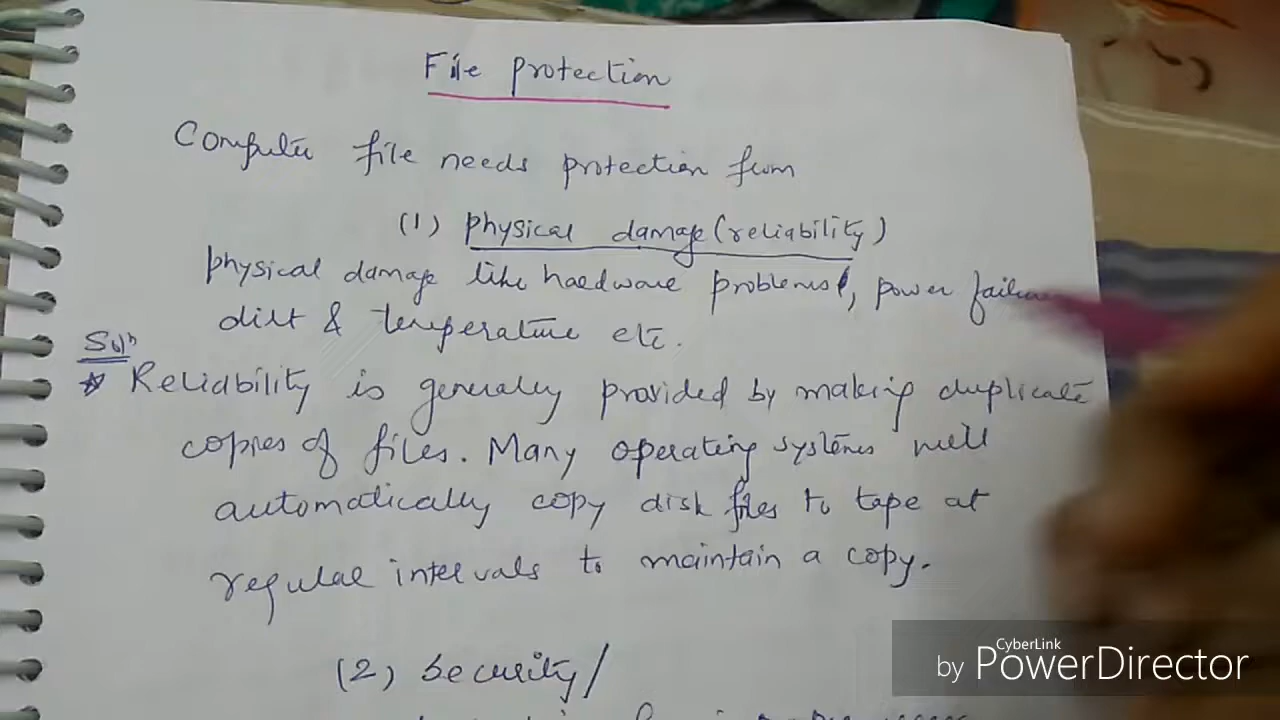 File protection
Computer file needs protection from
(1) physical damage (reliability)
physical damage like hardware problems, power failure
dirt & temperature etc.
Soln
* Reliability is generally provided by making duplicate
copies of files. Many operating systems will
automatically copy disk files to tape at
regular intervals to maintain a copy.
(2) Security/
CyberLink
by PowerDirector